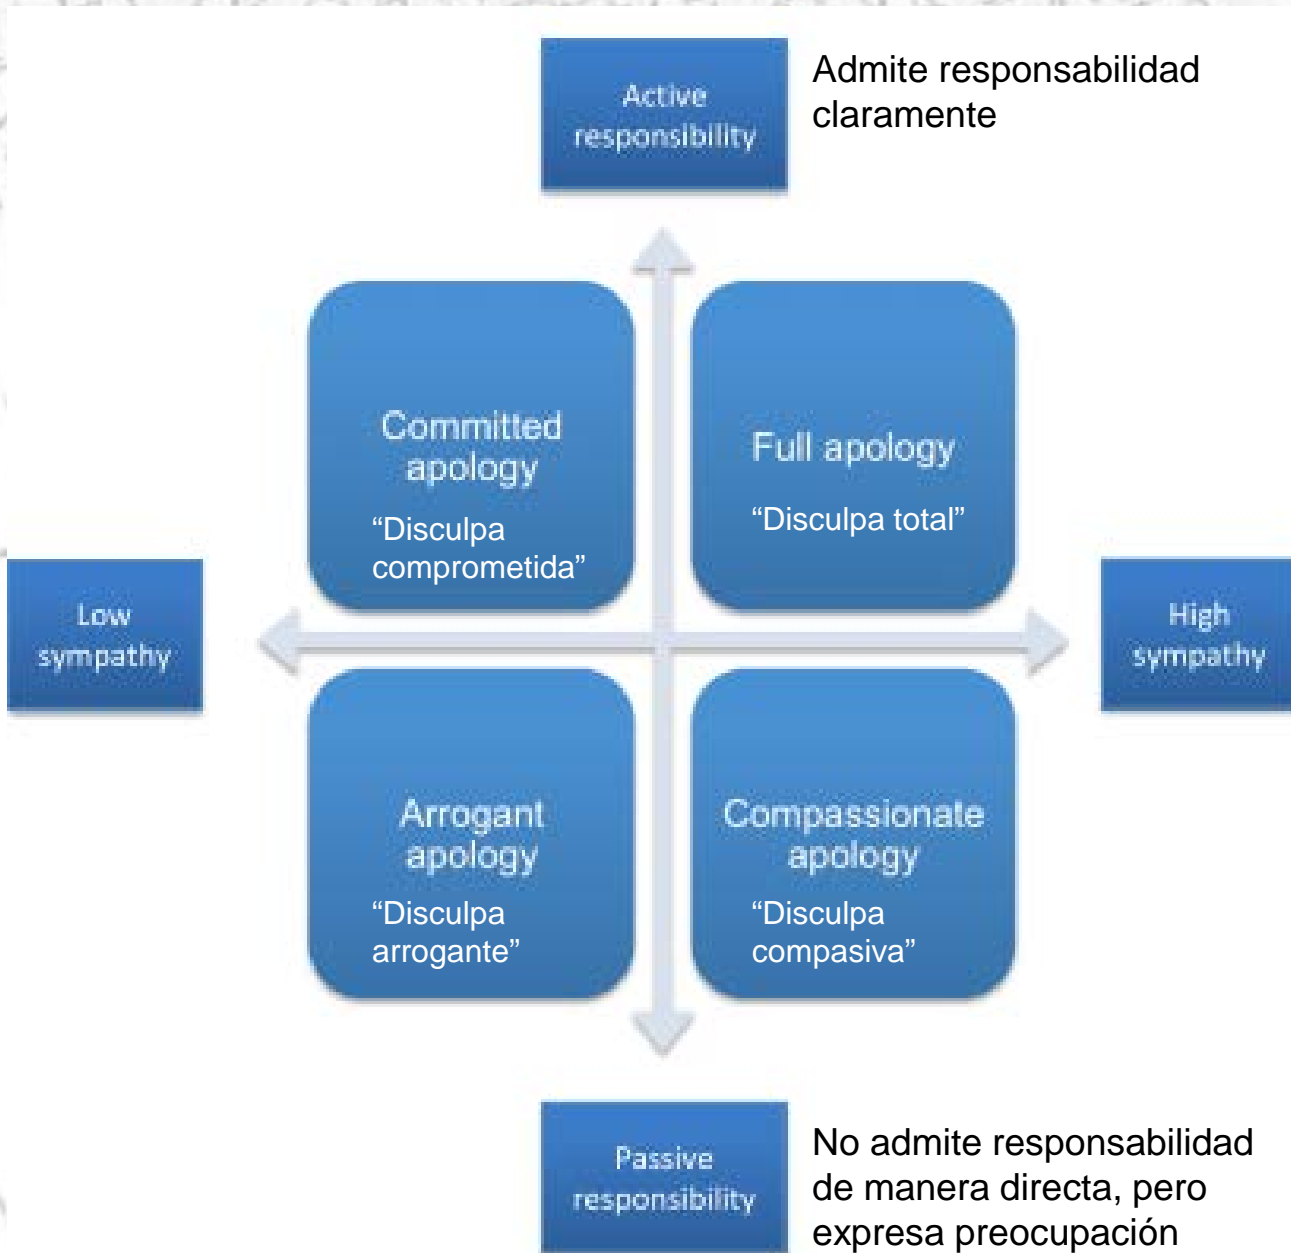 Active
responsibility
Admite responsabilidad
claramente
Committed
apology
“Disculpa
comprometida”
Full apology
“Disculpa total”
Low
sympathy
High
sympathy
Arrogant
apology
“Disculpa
arrogante”
Compassionate
apology
“Disculpa
compasiva”
Passive
responsibility
No admite responsabilidad
de manera directa, pero
expresa preocupación